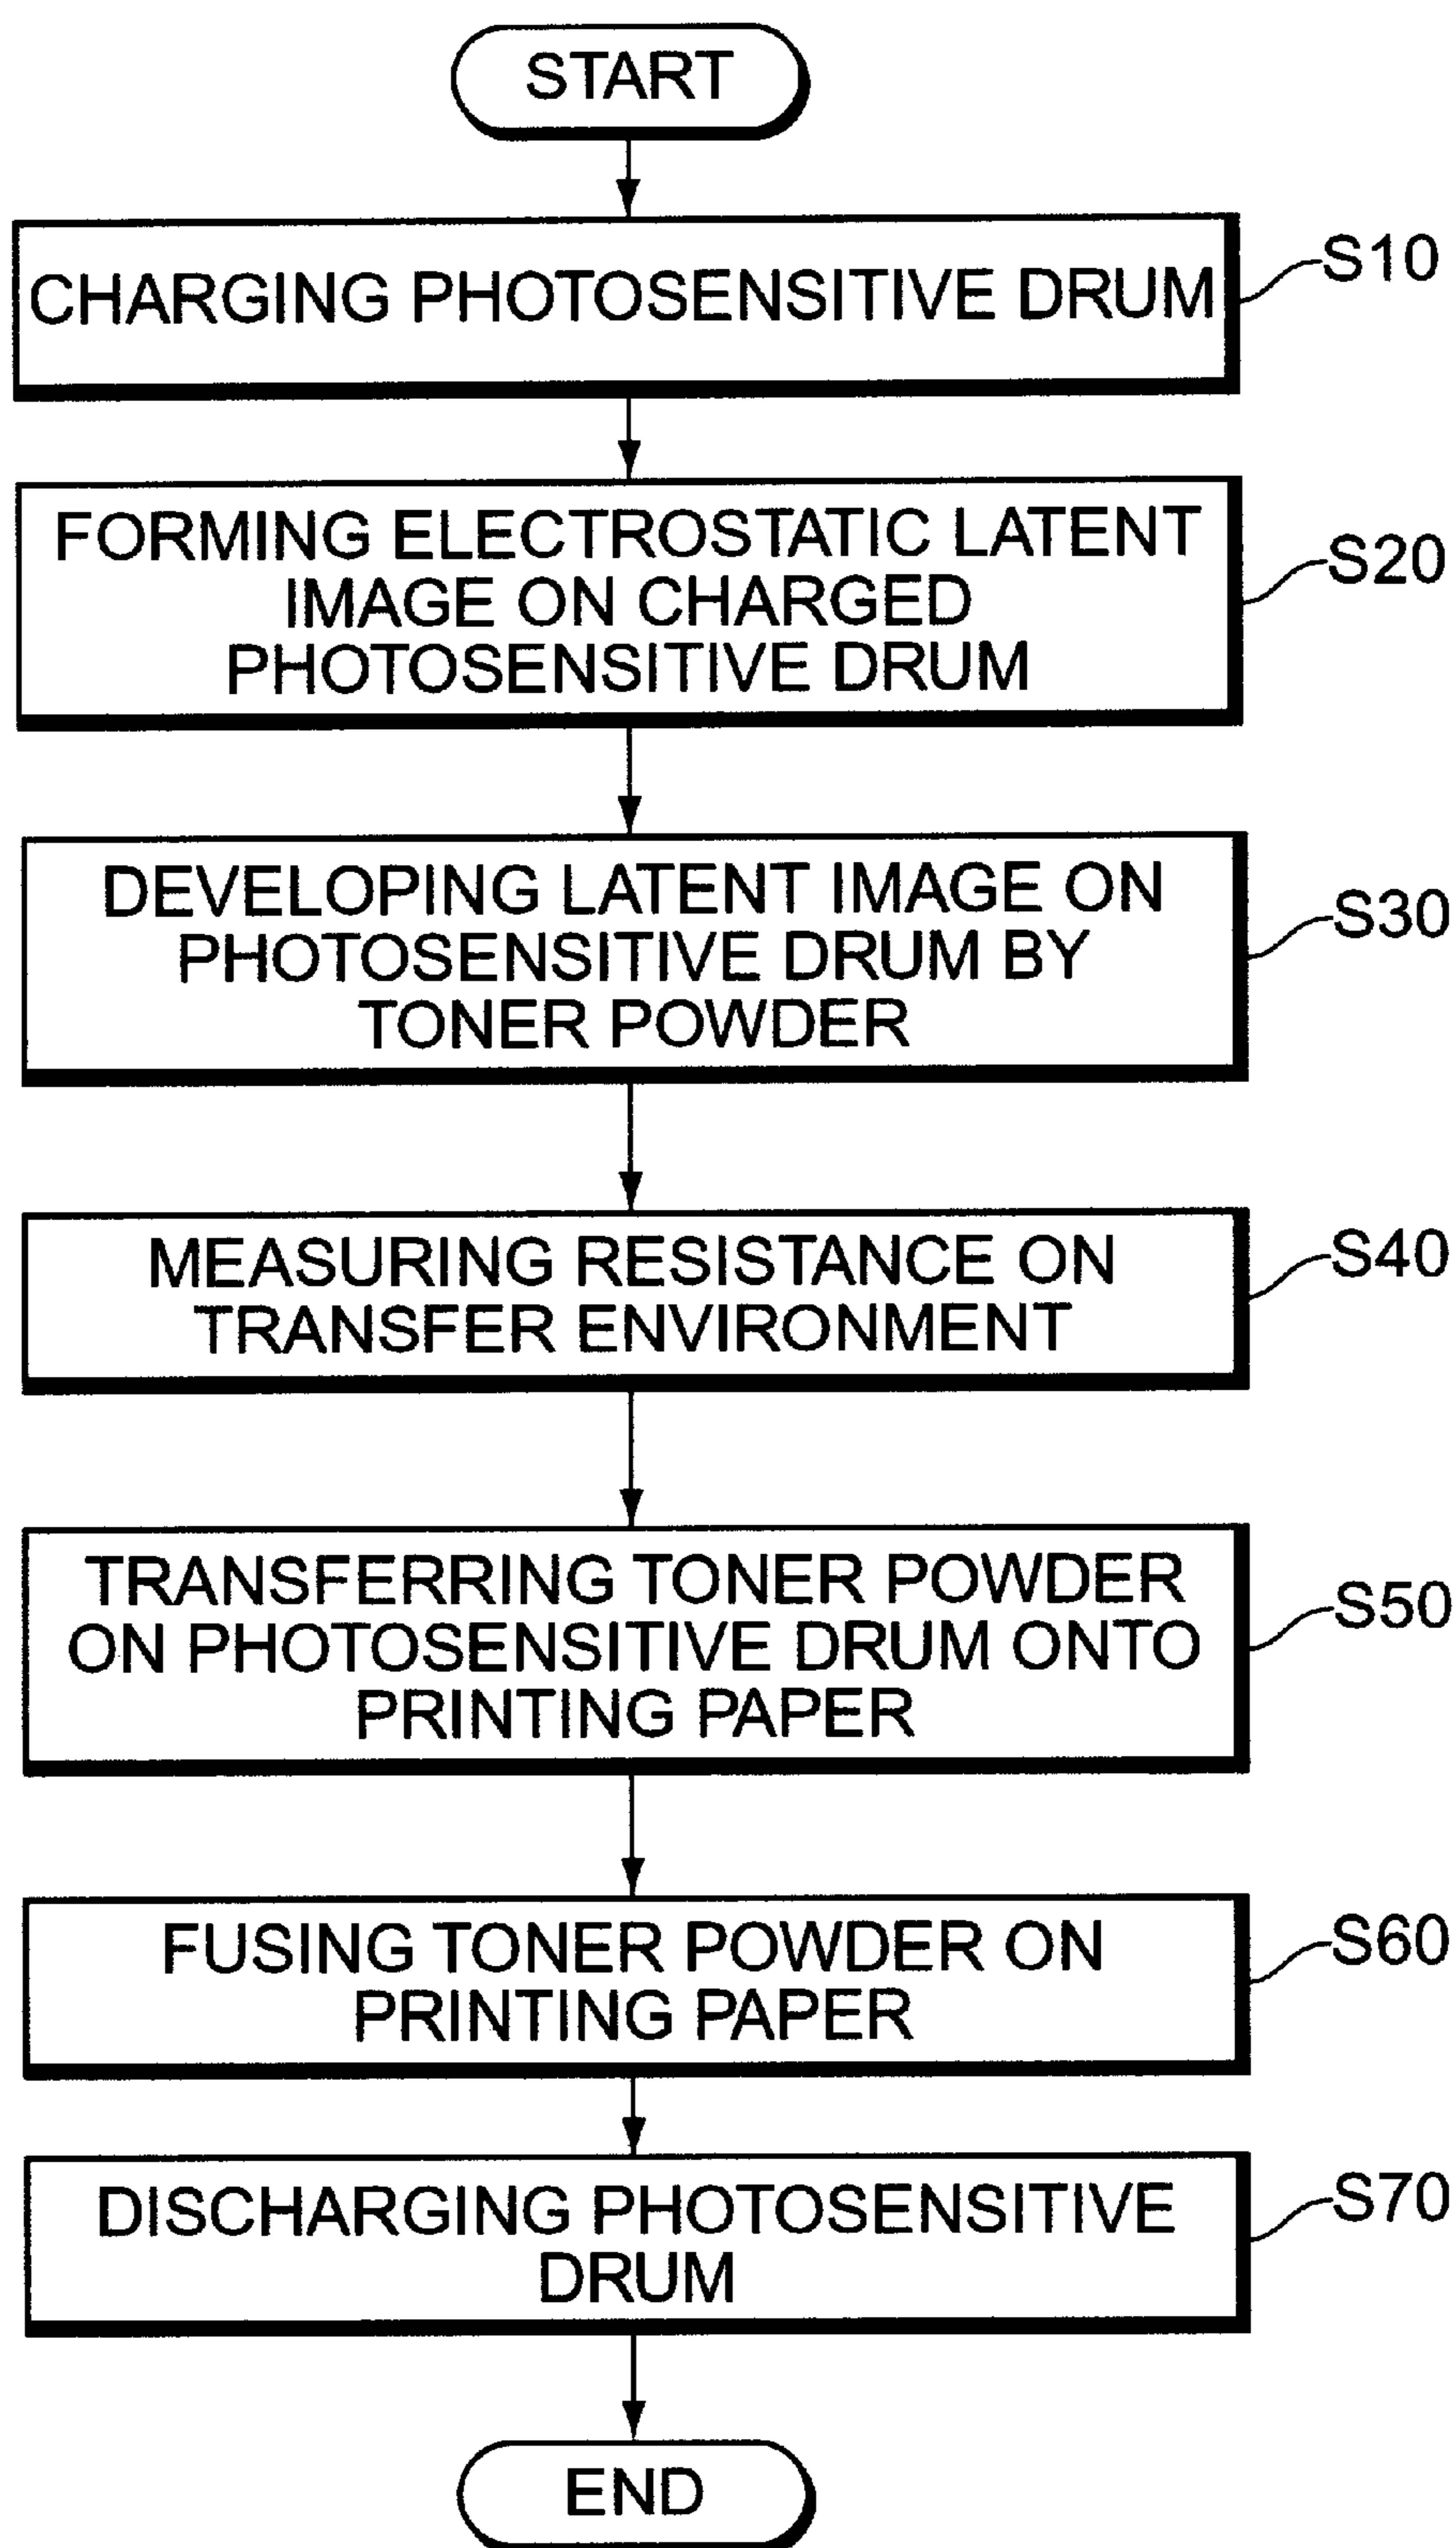 START
CHARGING PHOTOSENSITIVE DRUM
S10
FORMING ELECTROSTATIC LATENT
IMAGE ON CHARGED
PHOTOSENSITIVE DRUM
S20
DEVELOPING LATENT IMAGE ON
PHOTOSENSITIVE DRUM BY
TONER POWDER
S30
MEASURING RESISTANCE ON
TRANSFER ENVIRONMENT
S40
TRANSFERRING TONER POWDER
ON PHOTOSENSITIVE DRUM ONTO
PRINTING PAPER
S50
FUSING TONER POWDER ON
PRINTING PAPER
S60
DISCHARGING PHOTOSENSITIVE
DRUM
S70
END